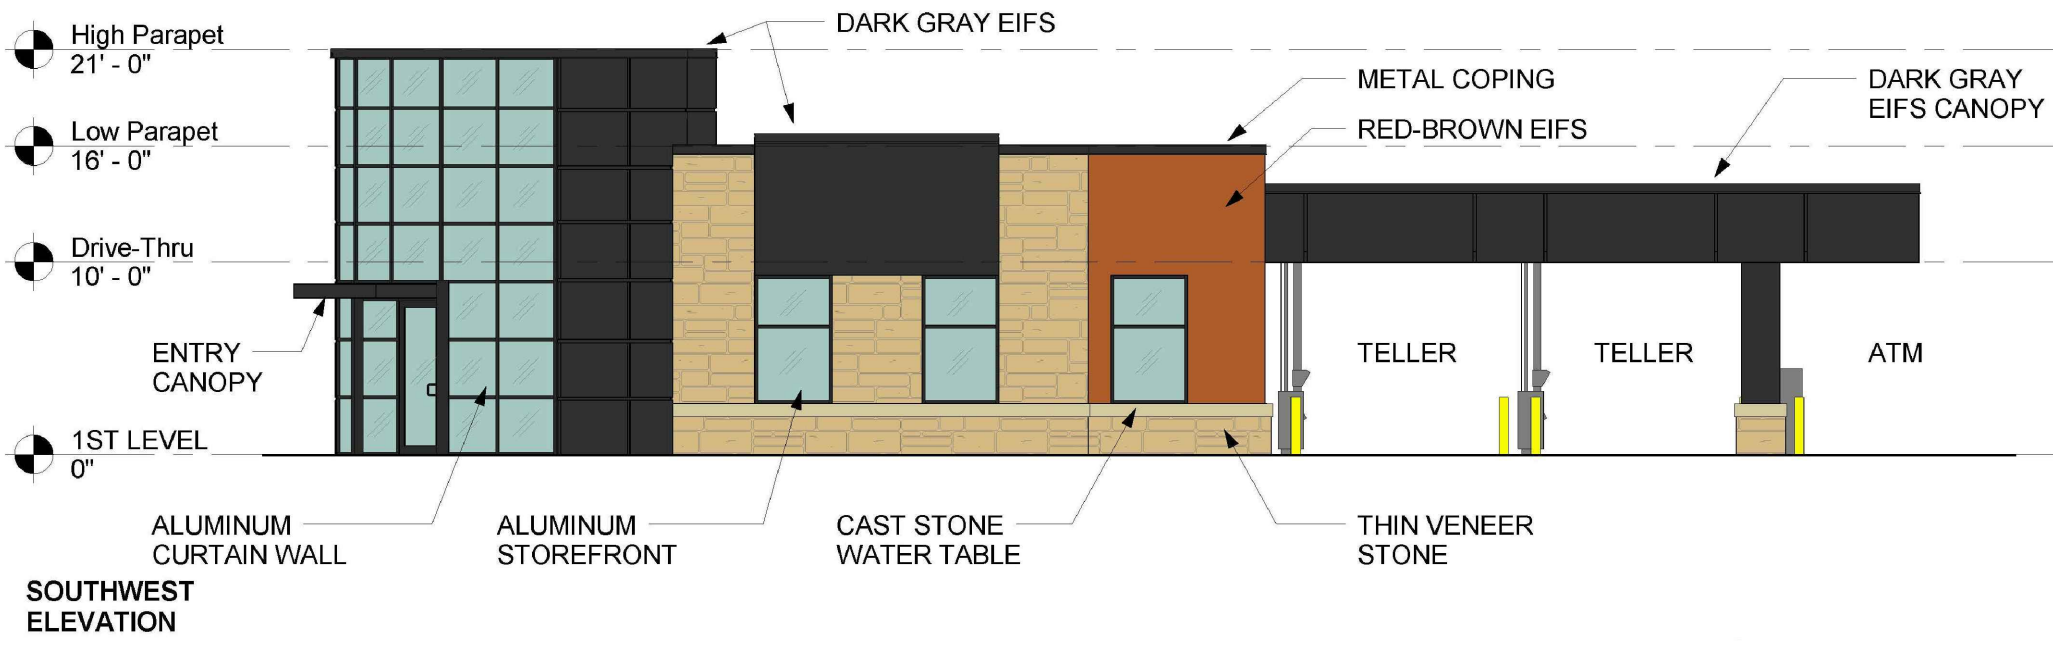 High Parapet
21' - 0"
DARK GRAY EIFS
METAL COPING
DARK GRAY
EIFS CANOPY
Low Parapet
16' - 0"
RED-BROWN EIFS
Drive-Thru
10' - 0"
ENTRY
CANOPY
TELLER
TELLER
ATM
1ST LEVEL
0"
ALUMINUM
CURTAIN WALL
ALUMINUM
STOREFRONT
CAST STONE
WATER TABLE
THIN VENEER
STONE
SOUTHWEST
ELEVATION